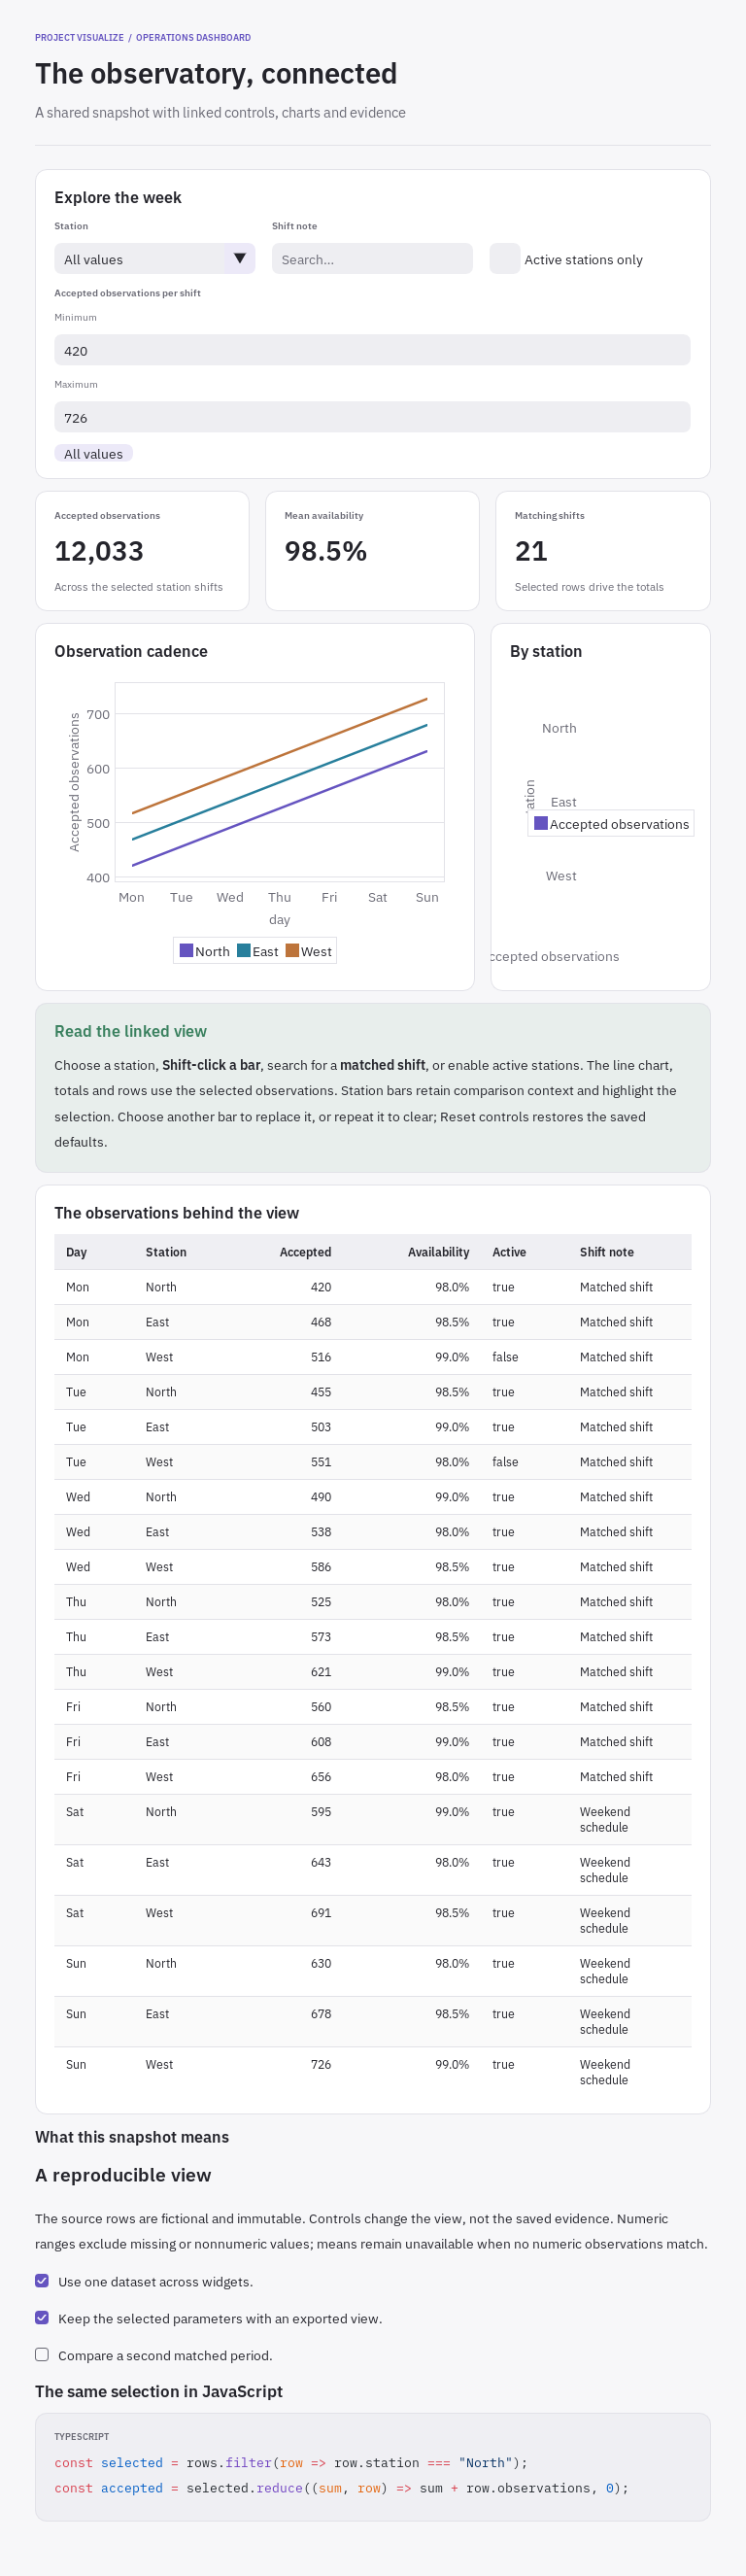 PROJECT VISUALIZE / OPERATIONS DASHBOARD
The observatory, connected
A shared snapshot with linked controls, charts and evidence
Explore the week
Station
Shift note
All values ▼
Search...
Active stations only
Accepted observations per shift
Minimum
420
Maximum
726
All values
Accepted observations
Mean availability
Matching shifts
12,033
98.5%
21
Across the selected station shifts
Selected rows drive the totals
Observation cadence
Accepted observations
700
600
500
400
Mon Tue Wed Thu Fri Sat Sun
day
North East West
By station
North
East
ation
Accepted observations
West
ccepted observations
Read the linked view
Choose a station, Shift-click a bar, search for a matched shift, or enable active stations. The line chart,
totals and rows use the selected observations. Station bars retain comparison context and highlight the
selection. Choose another bar to replace it, or repeat it to clear; Reset controls restores the saved
defaults.
The observations behind the view
Day Station Accepted Availability Active Shift note
Mon North 420 98.0% true Matched shift
Mon East 468 98.5% true Matched shift
Mon West 516 99.0% false Matched shift
Tue North 455 98.5% true Matched shift
Tue East 503 99.0% true Matched shift
Tue West 551 98.0% false Matched shift
Wed North 490 99.0% true Matched shift
Wed East 538 98.0% true Matched shift
Wed West 586 98.5% true Matched shift
Thu North 525 98.0% true Matched shift
Thu East 573 98.5% true Matched shift
Thu West 621 99.0% true Matched shift
Fri North 560 98.5% true Matched shift
Fri East 608 99.0% true Matched shift
Fri West 656 98.0% true Matched shift
Sat North 595 99.0% true Weekend
schedule
Sat East 643 98.0% true Weekend
schedule
Sat West 691 98.5% true Weekend
schedule
Sun North 630 98.0% true Weekend
schedule
Sun East 678 98.5% true Weekend
schedule
Sun West 726 99.0% true Weekend
schedule
What this snapshot means
A reproducible view
The source rows are fictional and immutable. Controls change the view, not the saved evidence. Numeric
ranges exclude missing or nonnumeric values; means remain unavailable when no numeric observations match.
Use one dataset across widgets.
Keep the selected parameters with an exported view.
Compare a second matched period.
The same selection in JavaScript
TYPESCRIPT
const selected = rows.filter(row => row.station === "North");
const accepted = selected.reduce((sum, row) => sum + row.observations, 0);